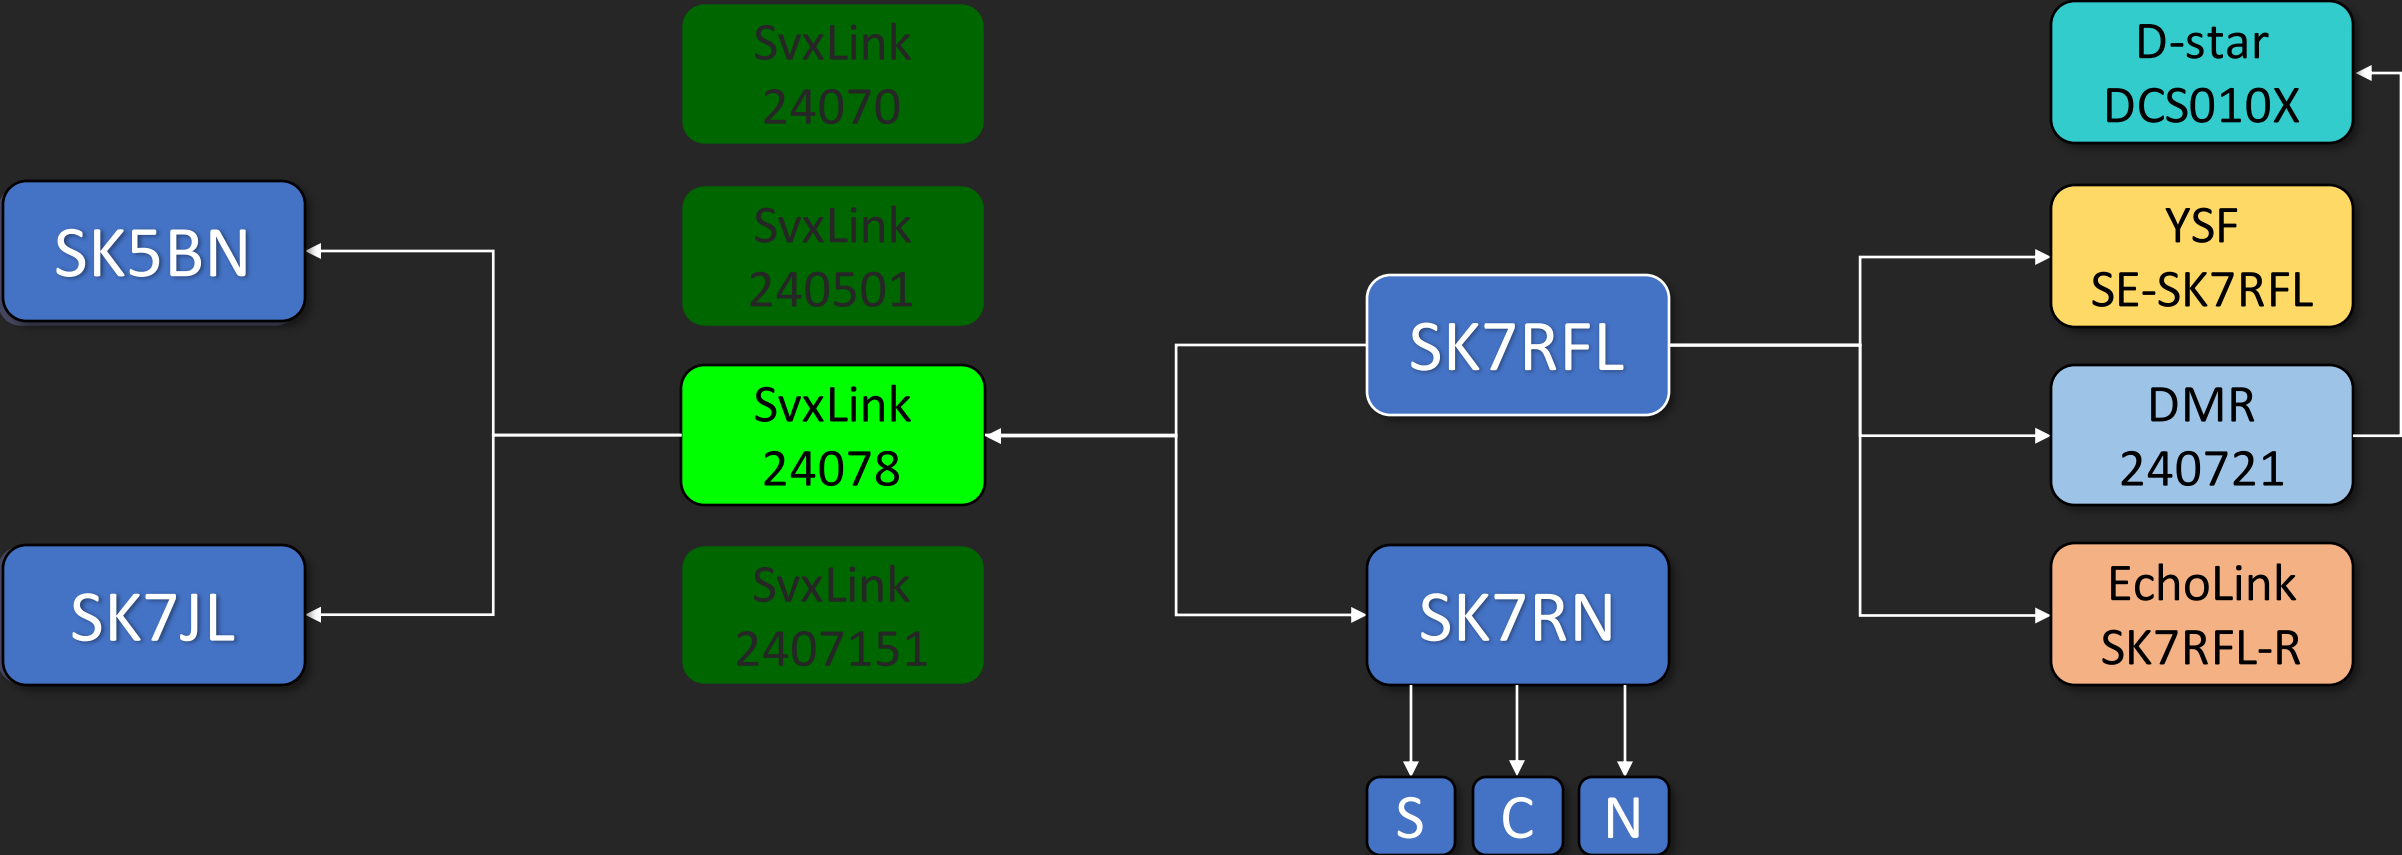 SK5BN
SK7JL
SvxLink
24070
SvxLink
240501
SvxLink
24078
SvxLink
2407151
SK7RFL
SK7RN
S
C
N
D-star
DCS010X
YSF
SE-SK7RFL
DMR
240721
EchoLink
SK7RFL-R